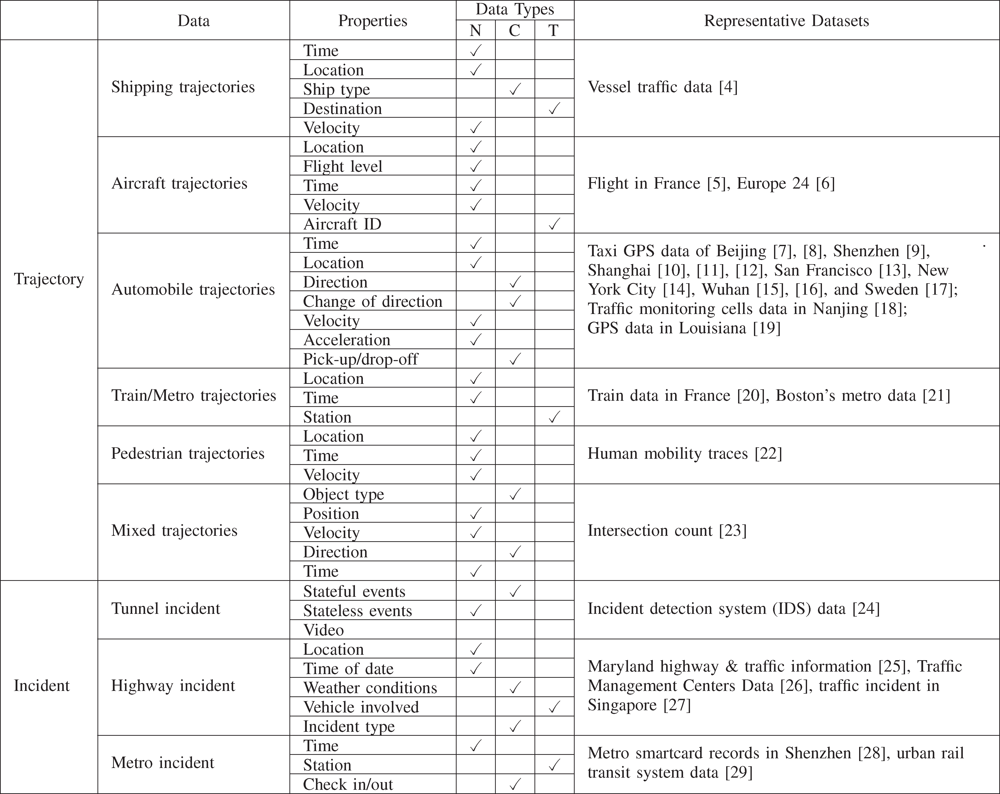 Data Properties Data Types Representative Datasets
N C T
Trajectory
Shipping trajectories
Time ✓
Location ✓
Ship type ✓
Destination ✓
Velocity ✓
Vessel traffic data [4]
Aircraft trajectories
Location ✓
Flight level ✓
Time ✓
Velocity ✓
Aircraft ID ✓
Flight in France [5], Europe 24 [6]
Automobile trajectories
Time ✓
Location ✓
Direction ✓
Change of direction ✓
Velocity ✓
Acceleration ✓
Pick-up/drop-off ✓
Taxi GPS data of Beijing [7], [8], Shenzhen [9],
Shanghai [10], [11], [12], San Francisco [13], New
York City [14], Wuhan [15], [16], and Sweden [17];
Traffic monitoring cells data in Nanjing [18];
GPS data in Louisiana [19]
Train/Metro trajectories
Location ✓
Time ✓
Station ✓
Train data in France [20], Boston's metro data [21]
Pedestrian trajectories
Location ✓
Time ✓
Velocity ✓
Human mobility traces [22]
Mixed trajectories
Object type ✓
Position ✓
Velocity ✓
Direction ✓
Time ✓
Intersection count [23]
Incident
Tunnel incident
Stateful events ✓
Stateless events ✓
Video
Incident detection system (IDS) data [24]
Highway incident
Location ✓
Time of date ✓
Weather conditions ✓
Vehicle involved ✓
Incident type ✓
Maryland highway & traffic information [25], Traffic
Management Centers Data [26], traffic incident in
Singapore [27]
Metro incident
Time ✓
Station ✓
Check in/out ✓
Metro smartcard records in Shenzhen [28], urban rail
transit system data [29]